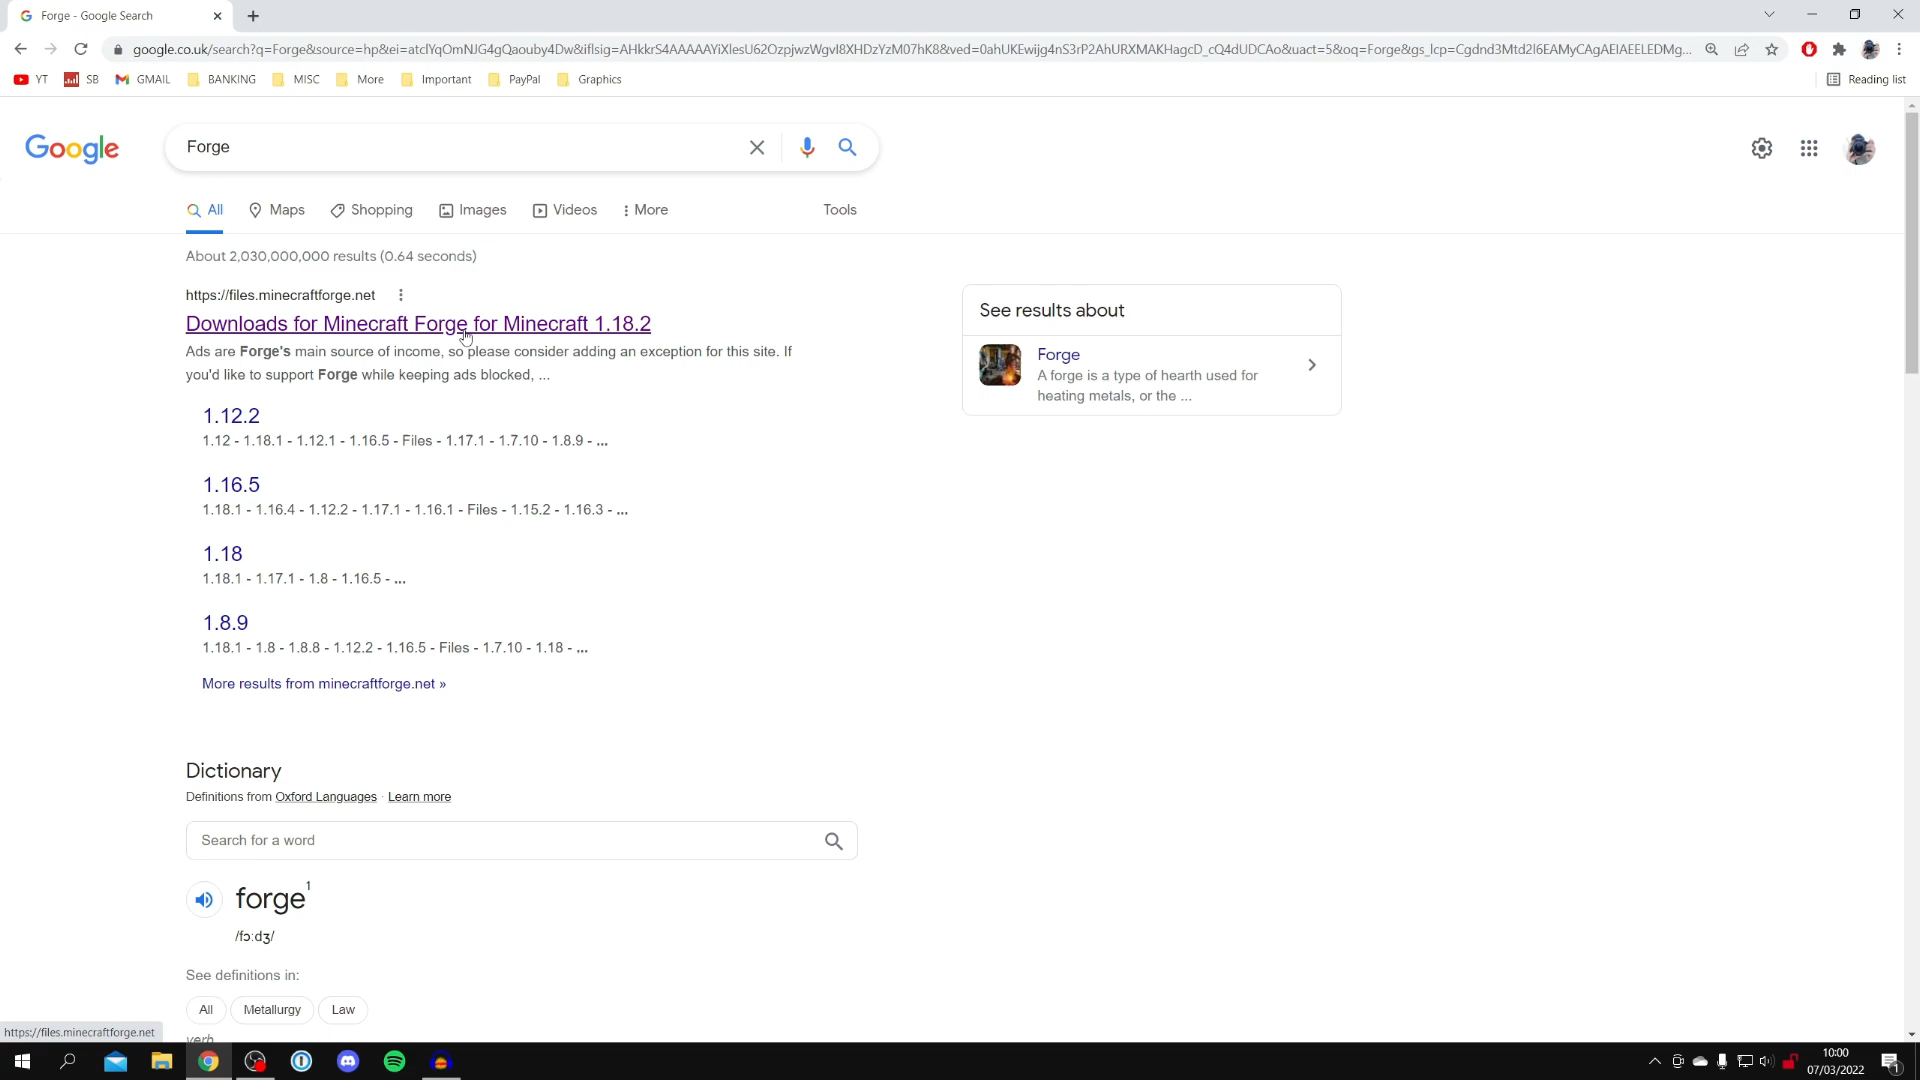 Forge - Google Search
google.co.uk/search?q=Forge&source=hp&ei=atclYqOmNJG4gQaouby4Dw&iflsig=AHkkrS4AAAAAYiXlesU62OzpjwzWgvI8XHDzYzM07hK8&ved=0ahUKEwijg4nS3rP2AhURXMAKHagcD_cQ4dUDCAo&uact=5&oq=Forge&gs_lcp=Cgdnd3Mtd2l6EAMyCAgAEIAEELEDMg...
YT SB GMAIL BANKING MISC More Important PayPal Graphics Reading list
Google
Forge
All Maps Shopping Images Videos More Tools
About 2,030,000,000 results (0.64 seconds)
https://files.minecraftforge.net
Downloads for Minecraft Forge for Minecraft 1.18.2
Ads are Forge's main source of income, so please consider adding an exception for this site. If
you'd like to support Forge while keeping ads blocked, ...
1.12.2
1.12 - 1.18.1 - 1.12.1 - 1.16.5 - Files - 1.17.1 - 1.7.10 - 1.8.9 - ...
1.16.5
1.18.1 - 1.16.4 - 1.12.2 - 1.17.1 - 1.16.1 - Files - 1.15.2 - 1.16.3 - ...
1.18
1.18.1 - 1.17.1 - 1.8 - 1.16.5 - ...
1.8.9
1.18.1 - 1.8 - 1.8.8 - 1.12.2 - 1.16.5 - Files - 1.7.10 - 1.18 - ...
More results from minecraftforge.net »
See results about
Forge
A forge is a type of hearth used for
heating metals, or the ...
Dictionary
Definitions from Oxford Languages · Learn more
Search for a word
forge1
/fɔːdʒ/
See definitions in:
All Metallurgy Law
verb
https://files.minecraftforge.net
10:00
07/03/2022
1